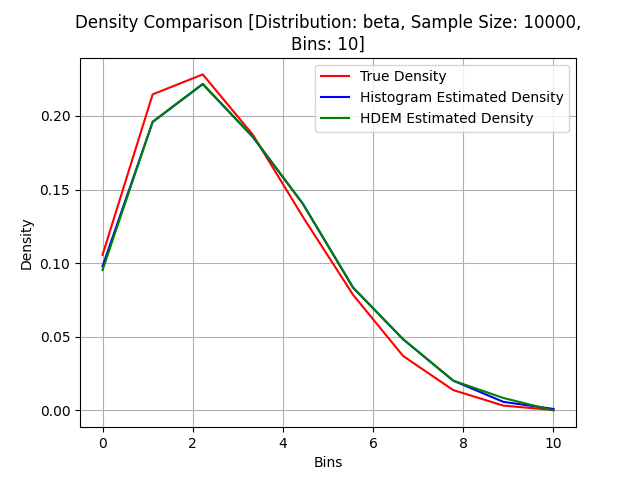 Density Comparison [Distribution: beta, Sample Size: 10000,
Bins: 10]
True Density
Histogram Estimated Density
HDEM Estimated Density
0.20
0.15
0.10
0.05
0.00
Density
0 2 4 6 8 10
Bins